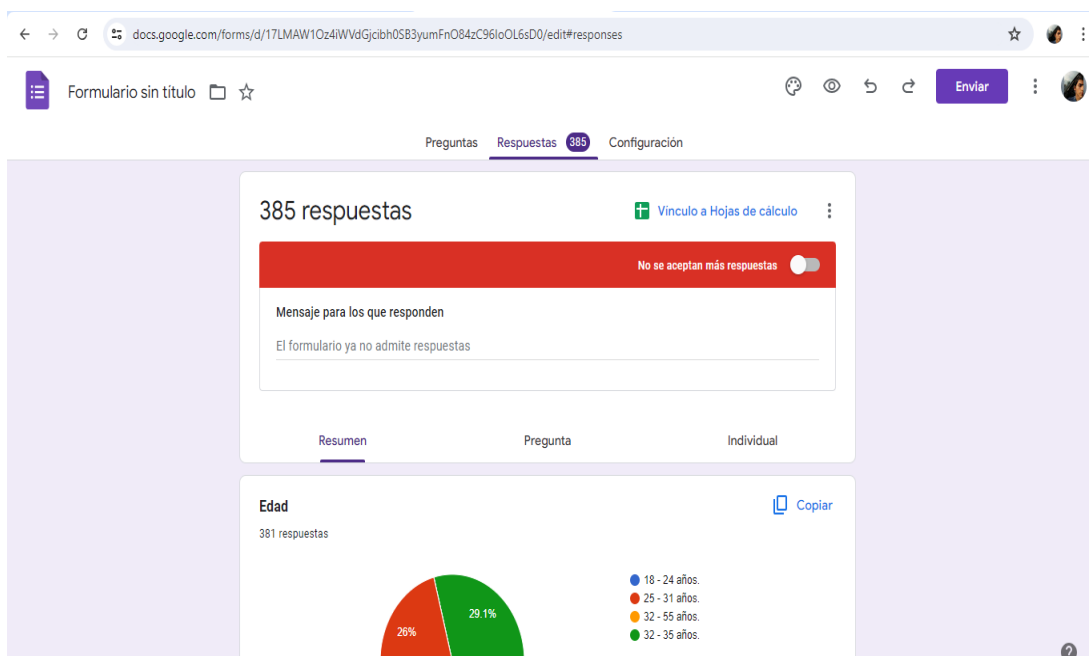 docs.google.com/forms/d/17LMAW1Oz4iWVdGjcibh0SB3yumFnO84zC96IoOL6sD0/edit#responses
Formulario sin título
Enviar
Preguntas Respuestas 385 Configuración
385 respuestas
Vínculo a Hojas de cálculo
No se aceptan más respuestas
Mensaje para los que responden
El formulario ya no admite respuestas
Resumen Pregunta Individual
Edad
Copiar
381 respuestas
18 - 24 años.
25 - 31 años.
32 - 55 años.
32 - 35 años.
29.1%
26%